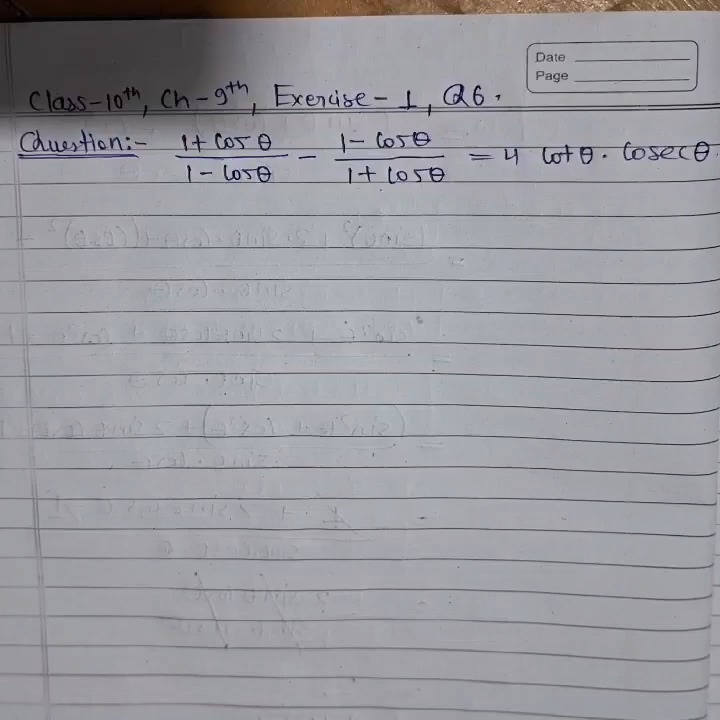 Date
Page
Class-10th, Ch-9th, Exercise-1, Q6.
Question:- (1+Cosθ)/(1-Cosθ) - (1-Cosθ)/(1+Cosθ) = 4 Cotθ. Cosecθ.